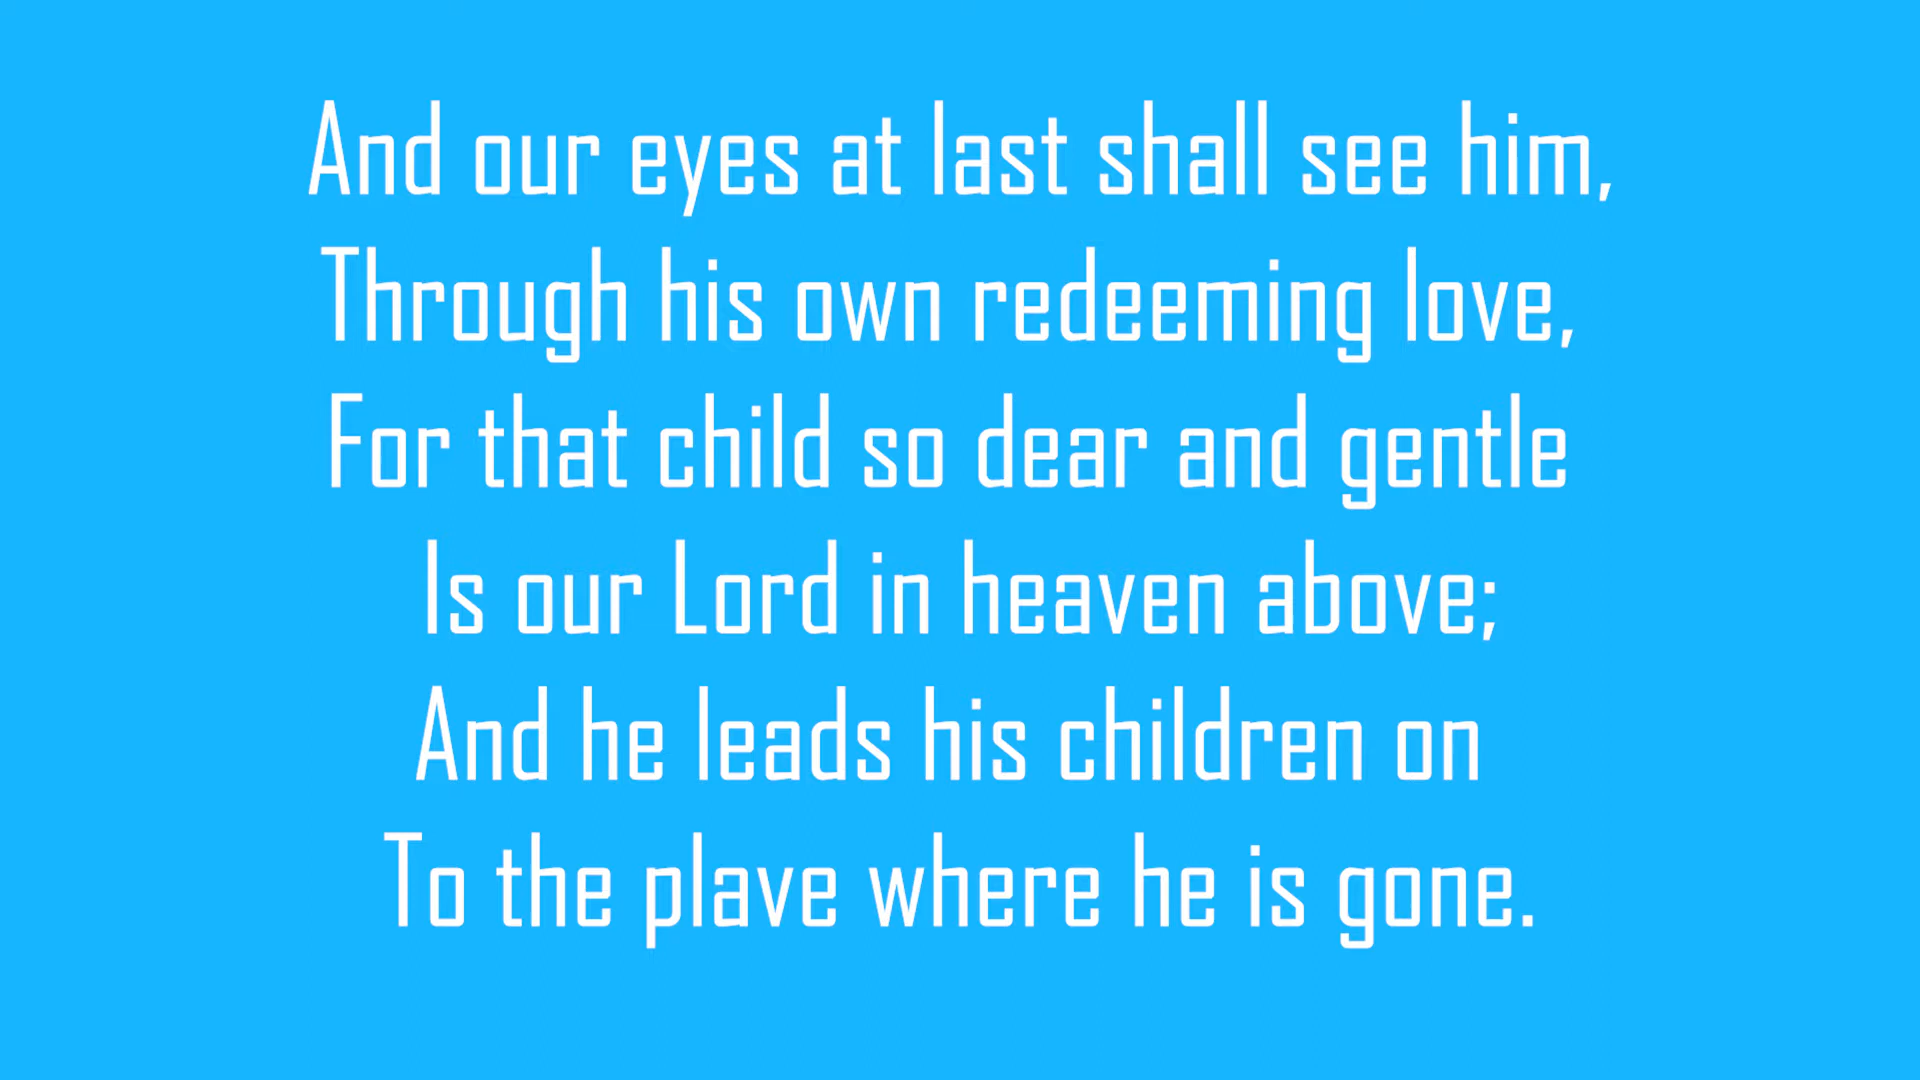 And our eyes at last shall see him,
Through his own redeeming love,
For that child so dear and gentle
Is our Lord in heaven above;
And he leads his children on
To the plave where he is gone.